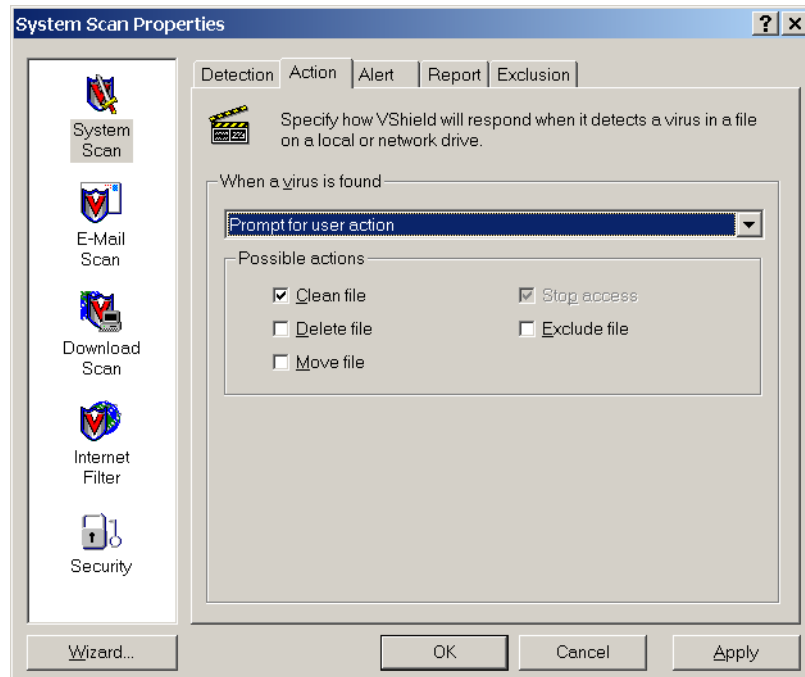 System Scan Properties
System
Scan
E-Mail
Scan
Download
Scan
Internet
Filter
Security
Detection Action Alert Report Exclusion
Specify how VShield will respond when it detects a virus in a file
on a local or network drive.
When a virus is found
Prompt for user action
Possible actions
Clean file
Stop access
Delete file
Exclude file
Move file
Wizard...
OK
Cancel
Apply